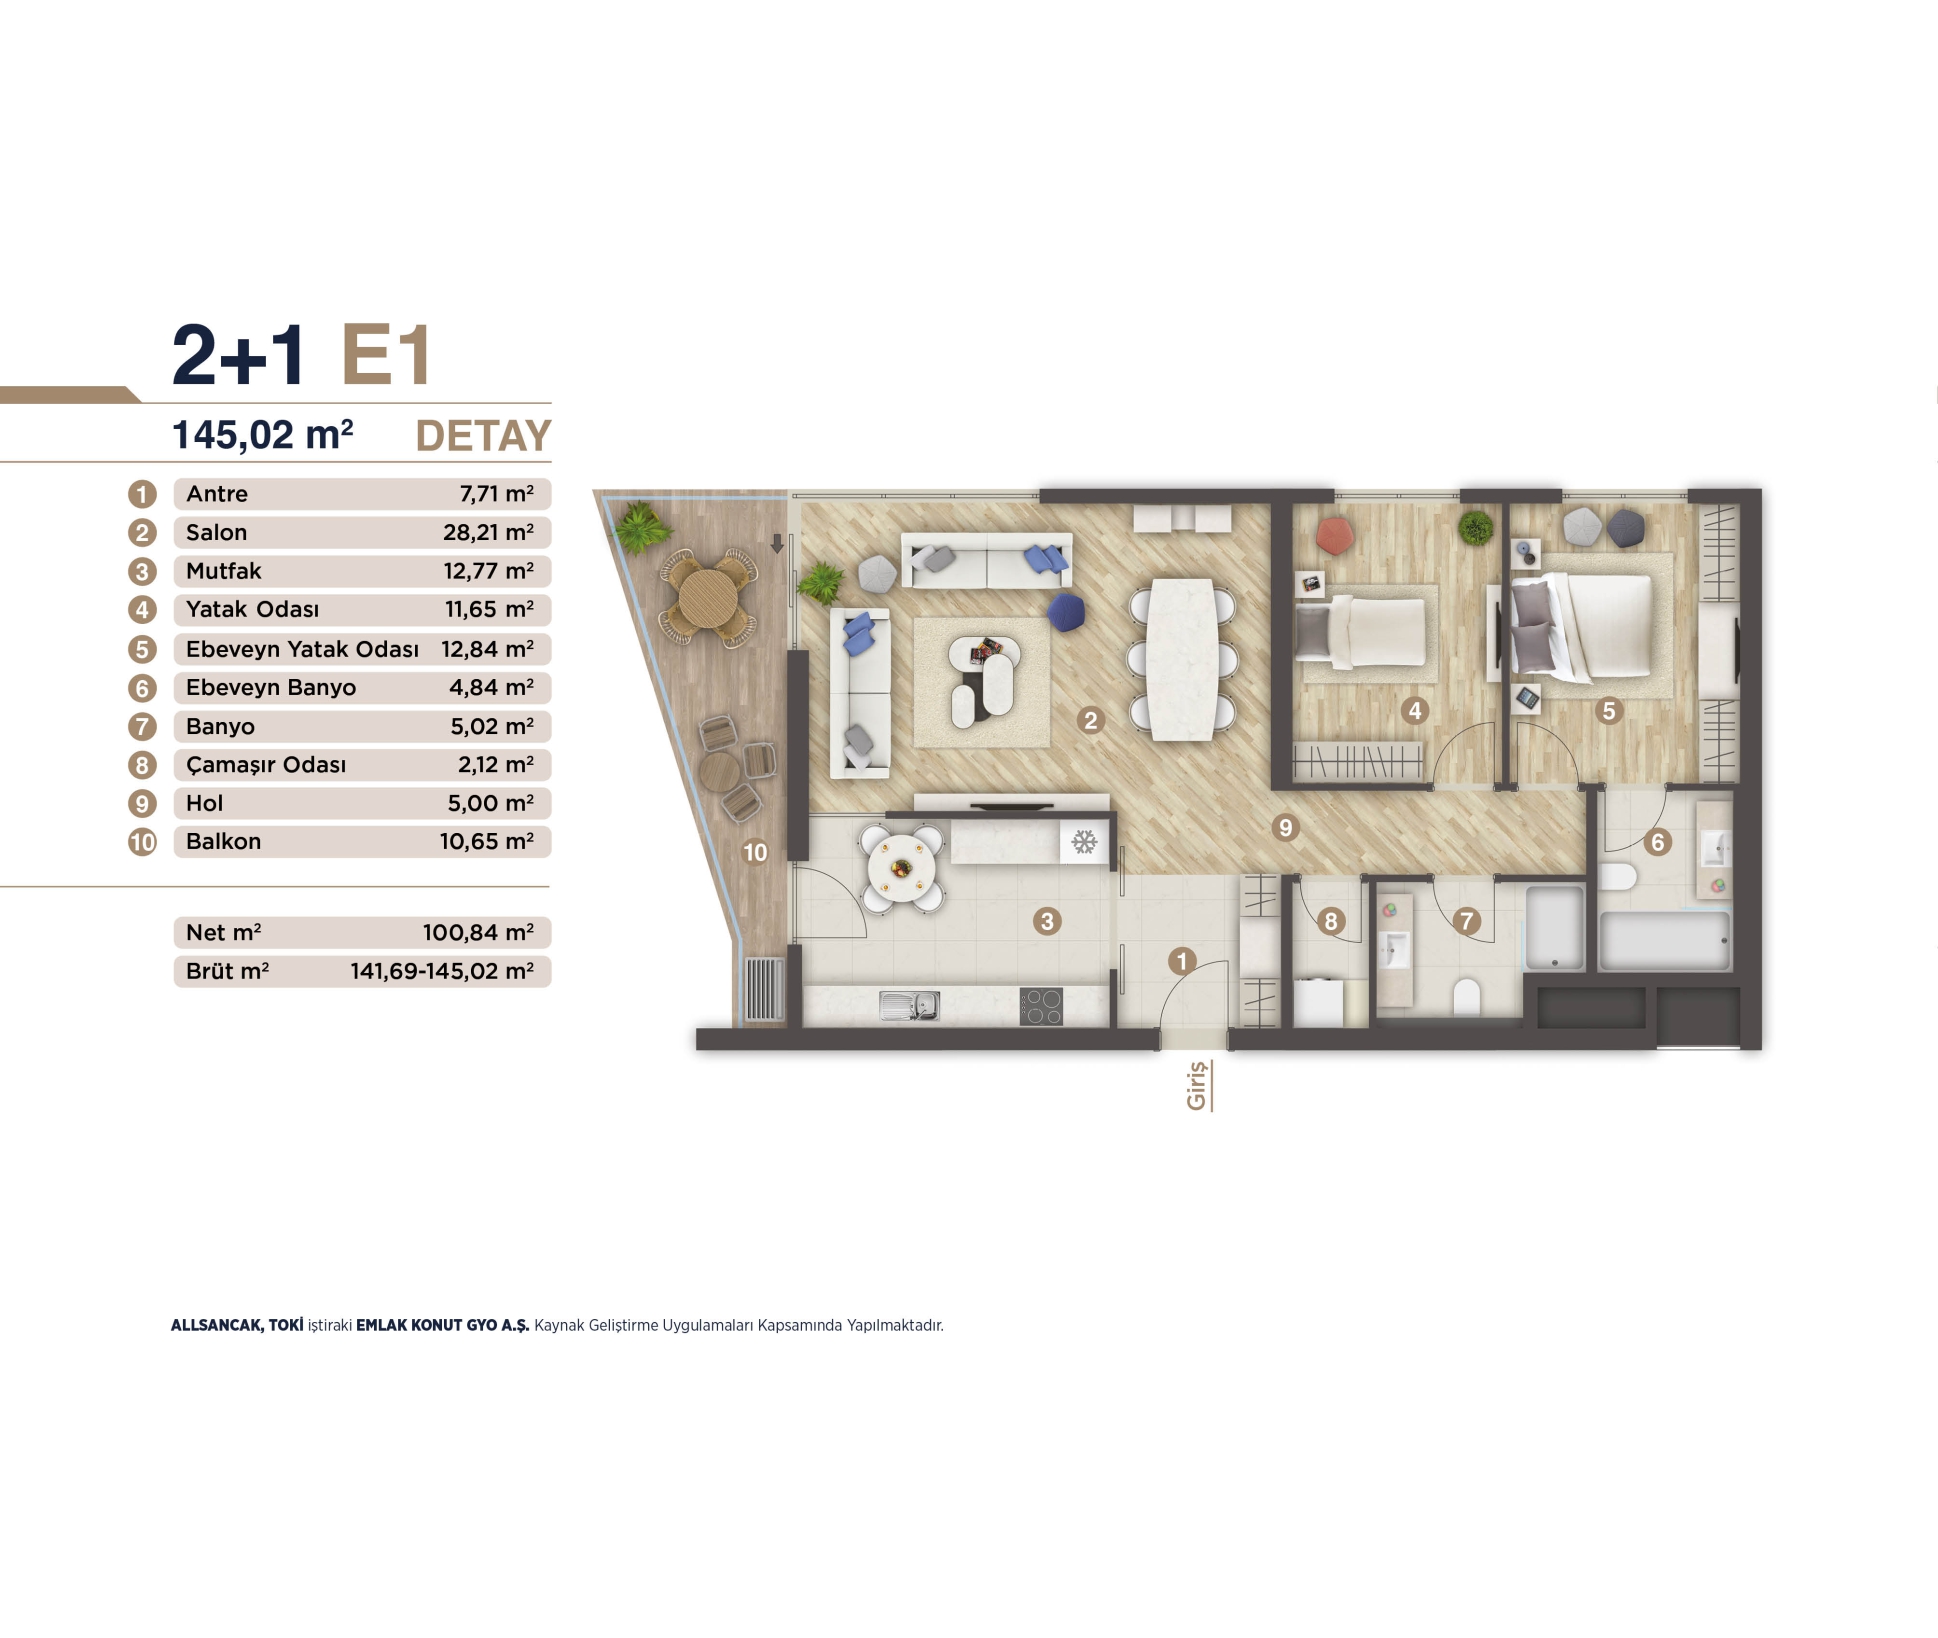 2+1 E1
145,02 m² DETAY
1 Antre 7,71 m²
2 Salon 28,21 m²
3 Mutfak 12,77 m²
4 Yatak Odası 11,65 m²
5 Ebeveyn Yatak Odası 12,84 m²
6 Ebeveyn Banyo 4,84 m²
7 Banyo 5,02 m²
8 Çamaşır Odası 2,12 m²
9 Hol 5,00 m²
10 Balkon 10,65 m²
Net m² 100,84 m²
Brüt m² 141,69-145,02 m²
4
5
2
9
6
10
3
8
7
1
Giriş
ALLSANCAK, TOKİ iştiraki EMLAK KONUT GYO A.Ş. Kaynak Geliştirme Uygulamaları Kapsamında Yapılmaktadır.